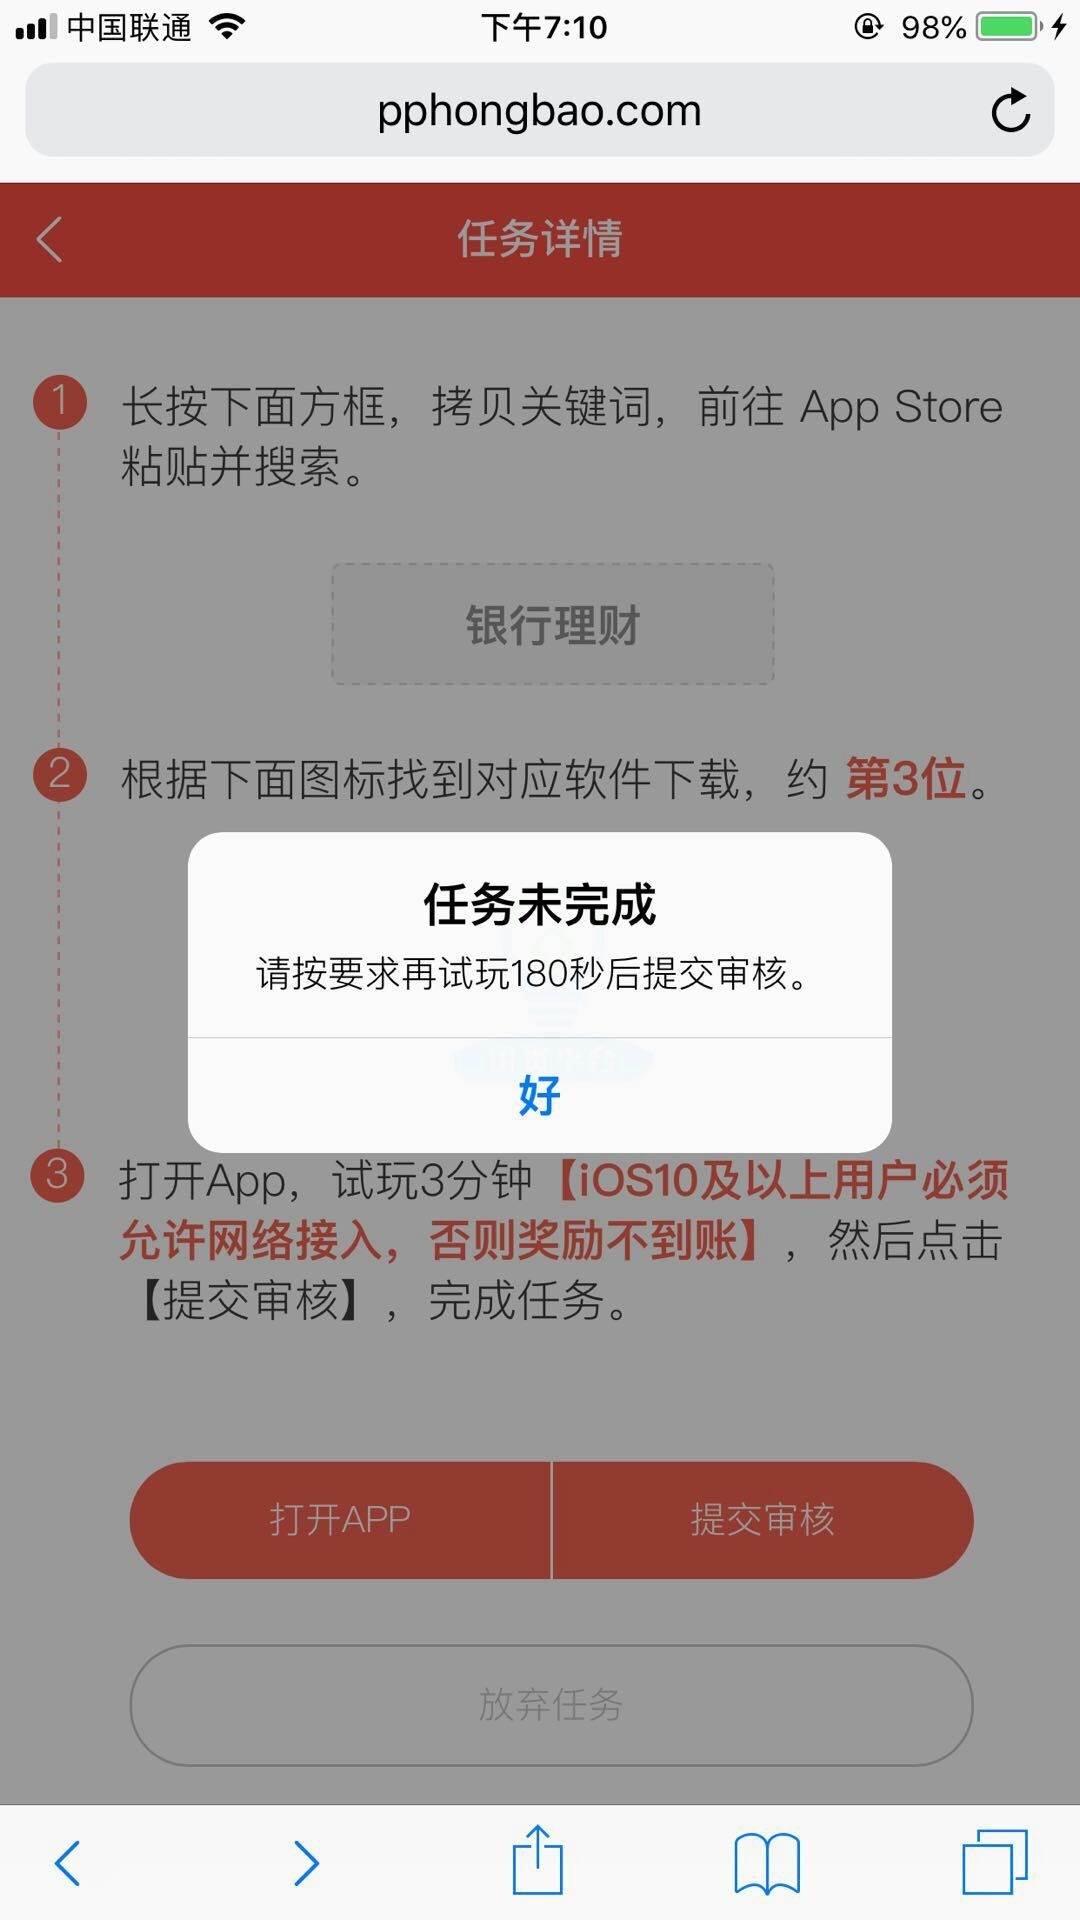 中国联通
下午7:10
98%
pphongbao.com
任务详情
1
长按下面方框，拷贝关键词，前往 App Store
粘贴并搜索。
银行理财
2
根据下面图标找到对应软件下载，约 第3位。
任务未完成
请按要求再试玩180秒后提交审核。
好
3
打开App，试玩3分钟【iOS10及以上用户必须
允许网络接入，否则奖励不到账】，然后点击
【提交审核】，完成任务。
打开APP
提交审核
放弃任务